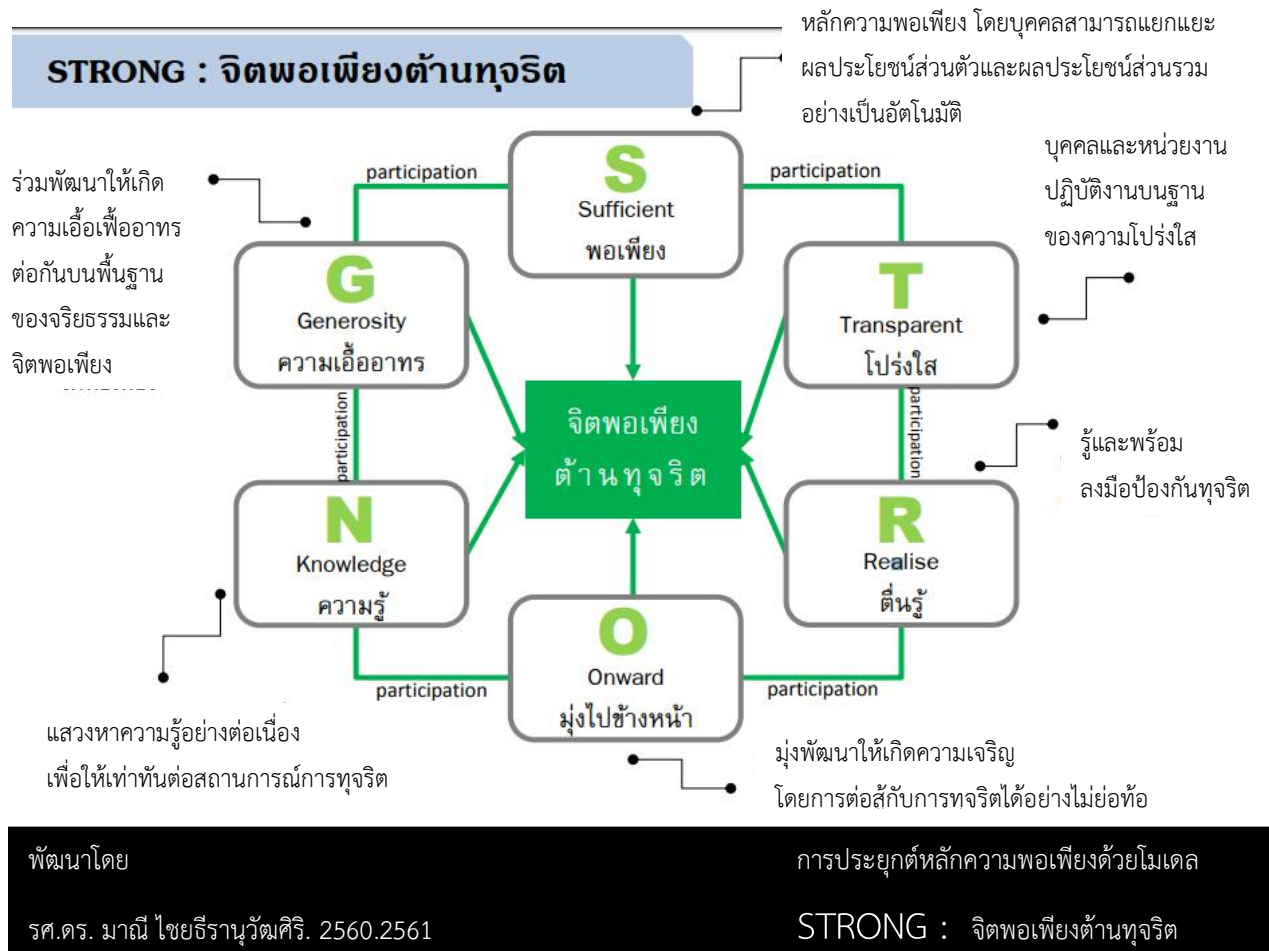 หลักความพอเพียง โดยบุคคลสามารถแยกแยะ
ผลประโยชน์ส่วนตัวและผลประโยชน์ส่วนรวม
อย่างเป็นอัตโนมัติ
STRONG : จิตพอเพียงต้านทุจริต
บุคคลและหน่วยงาน
ปฏิบัติงานบนฐาน
ของความโปร่งใส
ร่วมพัฒนาให้เกิด
ความเอื้อเฟื้ออาทร
ต่อกันบนพื้นฐาน
ของจริยธรรมและ
จิตพอเพียง
participation
S
Sufficient
พอเพียง
participation
G
Generosity
ความเอื้ออาทร
T
Transparent
โปร่งใส
participation
จิตพอเพียง
ต้านทุจริต
participation
รู้และพร้อม
ลงมือป้องกันทุจริต
N
Knowledge
ความรู้
R
Realise
ตื่นรู้
participation
O
Onward
มุ่งไปข้างหน้า
participation
แสวงหาความรู้อย่างต่อเนื่อง
เพื่อให้เท่าทันต่อสถานการณ์การทุจริต
มุ่งพัฒนาให้เกิดความเจริญ
โดยการต่อสู้กับการทจริตได้อย่างไม่ย่อท้อ
พัฒนาโดย
รศ.ดร. มาณี ไชยธีรานุวัฒศิริ. 2560.2561
การประยุกต์หลักความพอเพียงด้วยโมเดล
STRONG : จิตพอเพียงต้านทุจริต